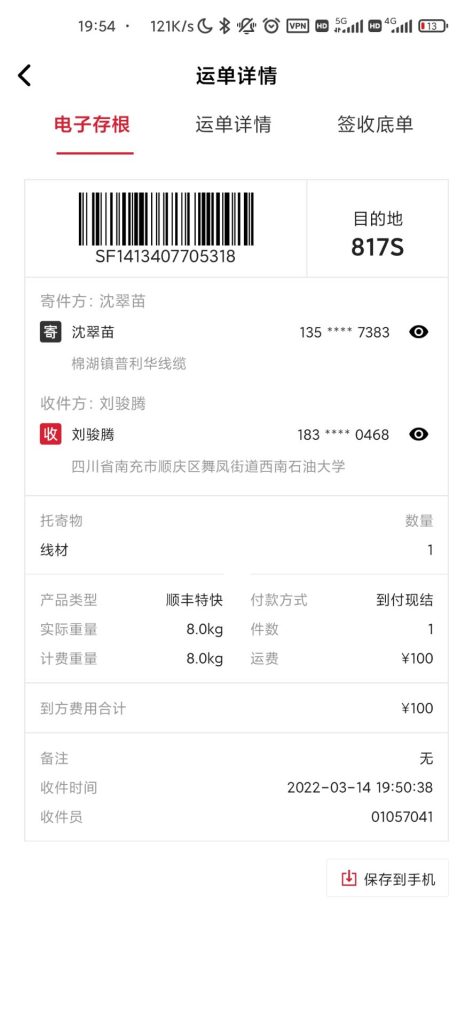 19:54 · 121K/s VPN HD 5G HD 4G 13
运单详情
电子存根 运单详情 签收底单
SF1413407705318
目的地
817S
寄件方: 沈翠苗
寄 沈翠苗 135 **** 7383
棉湖镇普利华线缆
收件方: 刘骏腾
收 刘骏腾 183 **** 0468
四川省南充市顺庆区舞凤街道西南石油大学
托寄物 数量
线材 1
产品类型 顺丰特快 付款方式 到付现结
实际重量 8.0kg 件数 1
计费重量 8.0kg 运费 ¥100
到方费用合计 ¥100
备注 无
收件时间 2022-03-14 19:50:38
收件员 01057041
保存到手机